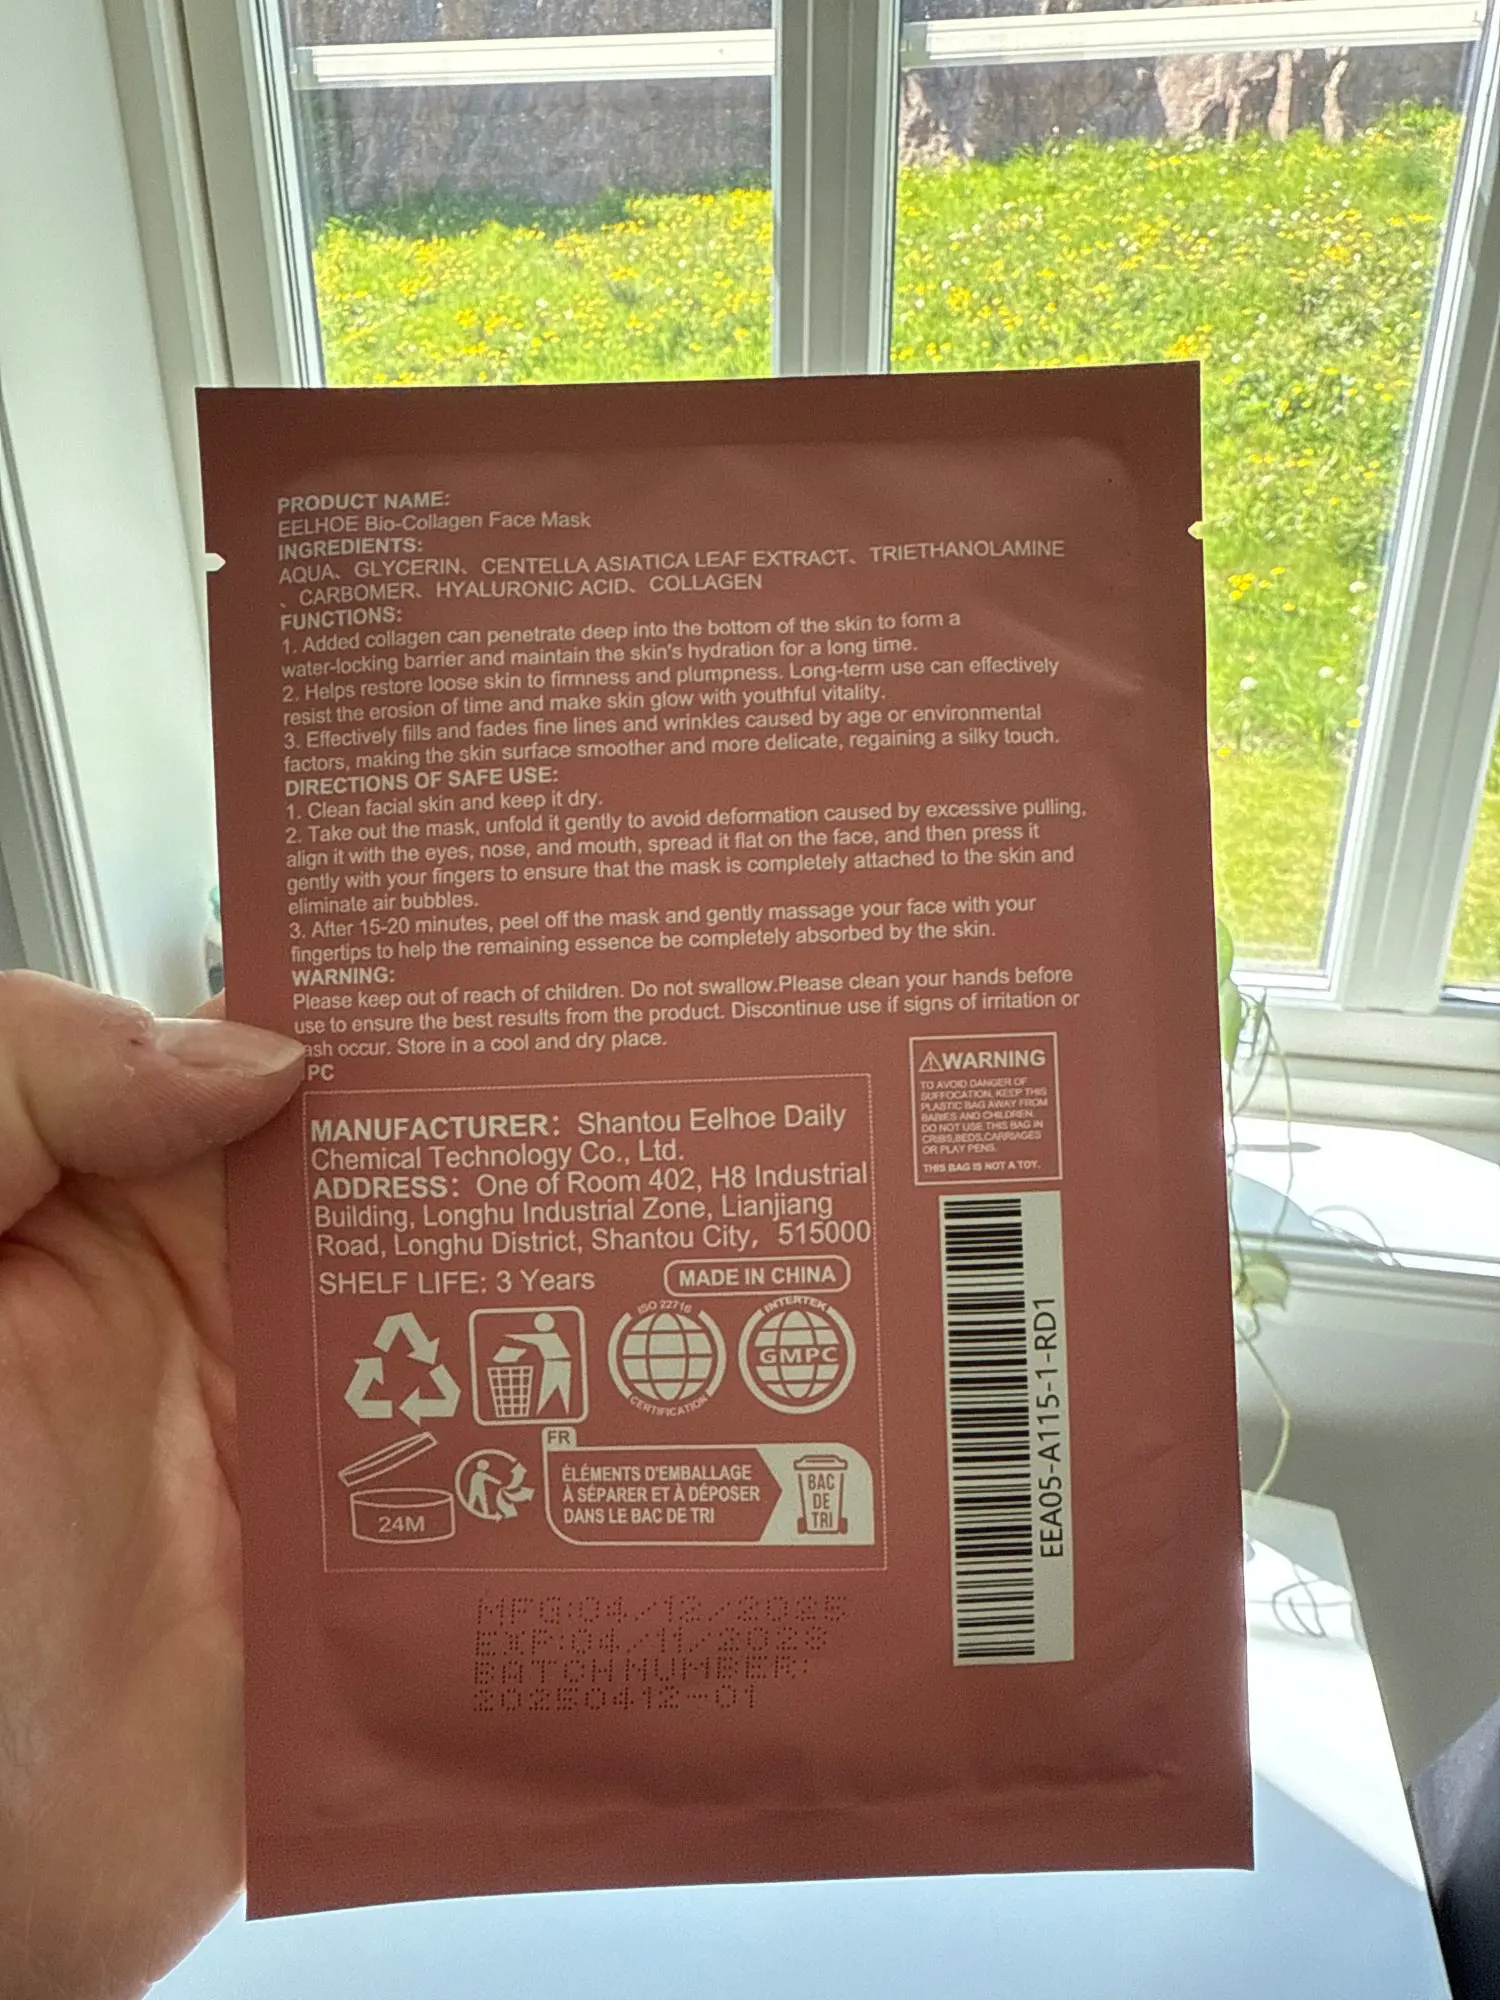 PRODUCT NAME:
EELHOE Bio-Collagen Face Mask
INGREDIENTS:
AQUA、GLYCERIN、CENTELLA ASIATICA LEAF EXTRACT、TRIETHANOLAMINE
、CARBOMER、HYALURONIC ACID、COLLAGEN
FUNCTIONS:
1. Added collagen can penetrate deep into the bottom of the skin to form a
water-locking barrier and maintain the skin's hydration for a long time.
2. Helps restore loose skin to firmness and plumpness. Long-term use can effectively
resist the erosion of time and make skin glow with youthful vitality.
3. Effectively fills and fades fine lines and wrinkles caused by age or environmental
factors, making the skin surface smoother and more delicate, regaining a silky touch.
DIRECTIONS OF SAFE USE:
1. Clean facial skin and keep it dry.
2. Take out the mask, unfold it gently to avoid deformation caused by excessive pulling,
align it with the eyes, nose, and mouth, spread it flat on the face, and then press it
gently with your fingers to ensure that the mask is completely attached to the skin and
eliminate air bubbles.
3. After 15-20 minutes, peel off the mask and gently massage your face with your
fingertips to help the remaining essence be completely absorbed by the skin.
WARNING:
Please keep out of reach of children. Do not swallow.Please clean your hands before
use to ensure the best results from the product. Discontinue use if signs of irritation or
ash occur. Store in a cool and dry place.
PC
⚠WARNING
TO AVOID DANGER OF
SUFFOCATION, KEEP THIS
PLASTIC BAG AWAY FROM
BABIES AND CHILDREN.
DO NOT USE THIS BAG IN
CRIBS,BEDS,CARRIAGES
OR PLAY PENS.
THIS BAG IS NOT A TOY.
MANUFACTURER: Shantou Eelhoe Daily
Chemical Technology Co., Ltd.
ADDRESS: One of Room 402, H8 Industrial
Building, Longhu Industrial Zone, Lianjiang
Road, Longhu District, Shantou City, 515000
SHELF LIFE: 3 Years
MADE IN CHINA
ISO 22716
CERTIFICATION
INTERTEK
GMPC
24M
FR
ÉLÉMENTS D'EMBALLAGE
À SÉPARER ET À DÉPOSER
DANS LE BAC DE TRI
BAC
DE
TRI
EEA05-A115-1-RD1
MFG:04/12/2025
EXP:04/11/2028
BATCH NUMBER:
20250412-01